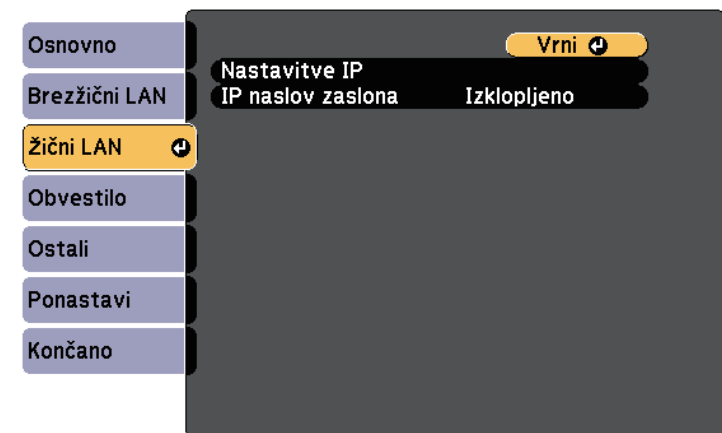 Osnovno
Brezžični LAN
Žični LAN
Obvestilo
Ostali
Ponastavi
Končano
Vrni
Nastavitve IP
IP naslov zaslona Izklopljeno